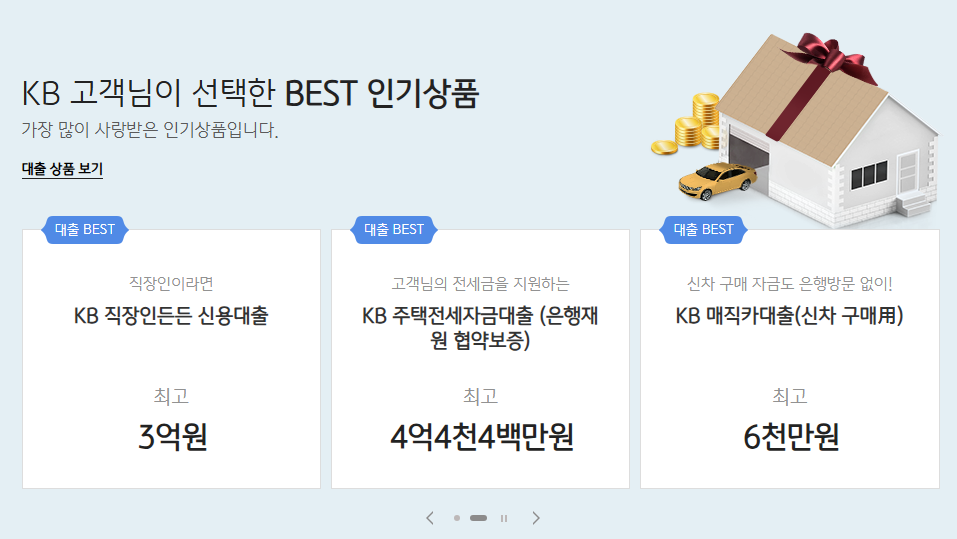 KB 고객님이 선택한 BEST 인기상품
가장 많이 사랑받은 인기상품입니다.
대출 상품 보기
대출 BEST
직장인이라면
KB 직장인든든 신용대출
최고
3억원
대출 BEST
고객님의 전세금을 지원하는
KB 주택전세자금대출 (은행재
원 협약보증)
최고
4억4천4백만원
대출 BEST
신차 구매 자금도 은행방문 없이!
KB 매직카대출(신차 구매用)
최고
6천만원